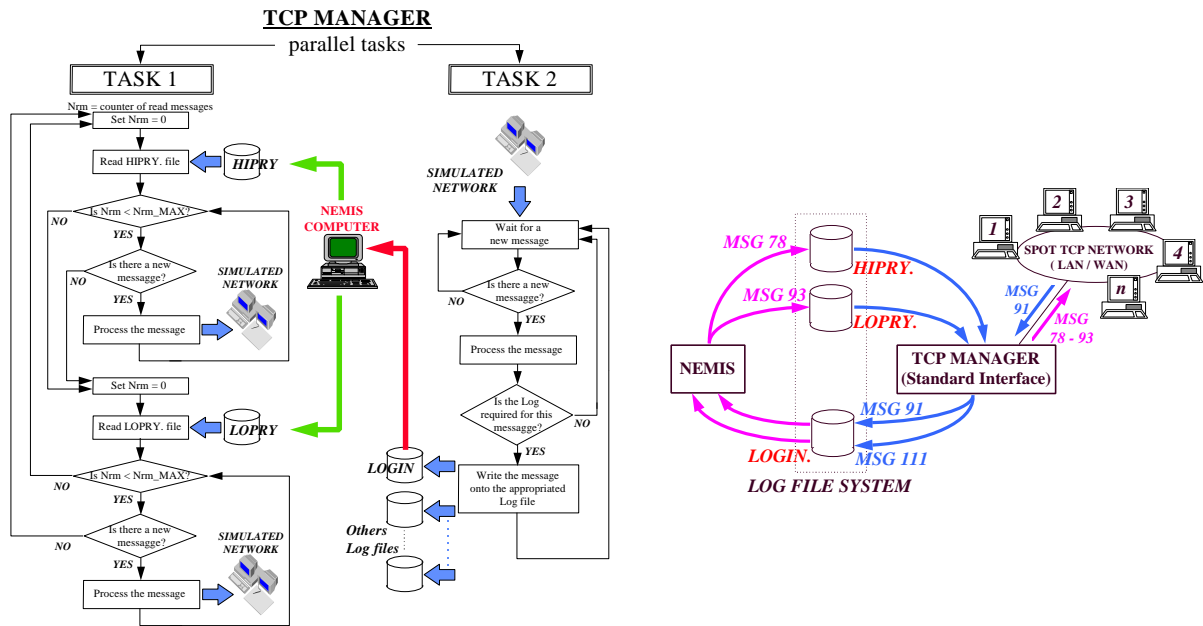 TCP MANAGER
parallel tasks
TASK 1
Nrm = counter of read messages
Set Nrm = 0
Read HIPRY. file
HIPRY
Is Nrm < Nrm_MAX?
NO
YES
Is there a new
messagge?
NO
YES
SIMULATED
NETWORK
Process the message
Set Nrm = 0
Read LOPRY. file
LOPRY
Is Nrm < Nrm_MAX?
NO
YES
Is there a new
messagge?
NO
YES
SIMULATED
NETWORK
Process the message
NEMIS
COMPUTER
TASK 2
SIMULATED
NETWORK
Wait for a
new message
Is there a new
messagge?
NO
YES
Process the message
Is the Log
required for this
messagge?
NO
YES
Write the message
onto the appropriated
Log file
LOGIN
Others
Log files
MSG 78
HIPRY.
MSG 93
LOPRY.
NEMIS
TCP MANAGER
(Standard Interface)
MSG 91
MSG 111
LOGIN.
LOG FILE SYSTEM
1
2
3
4
n
SPOT TCP NETWORK
( LAN / WAN)
MSG
91
MSG
78 - 93